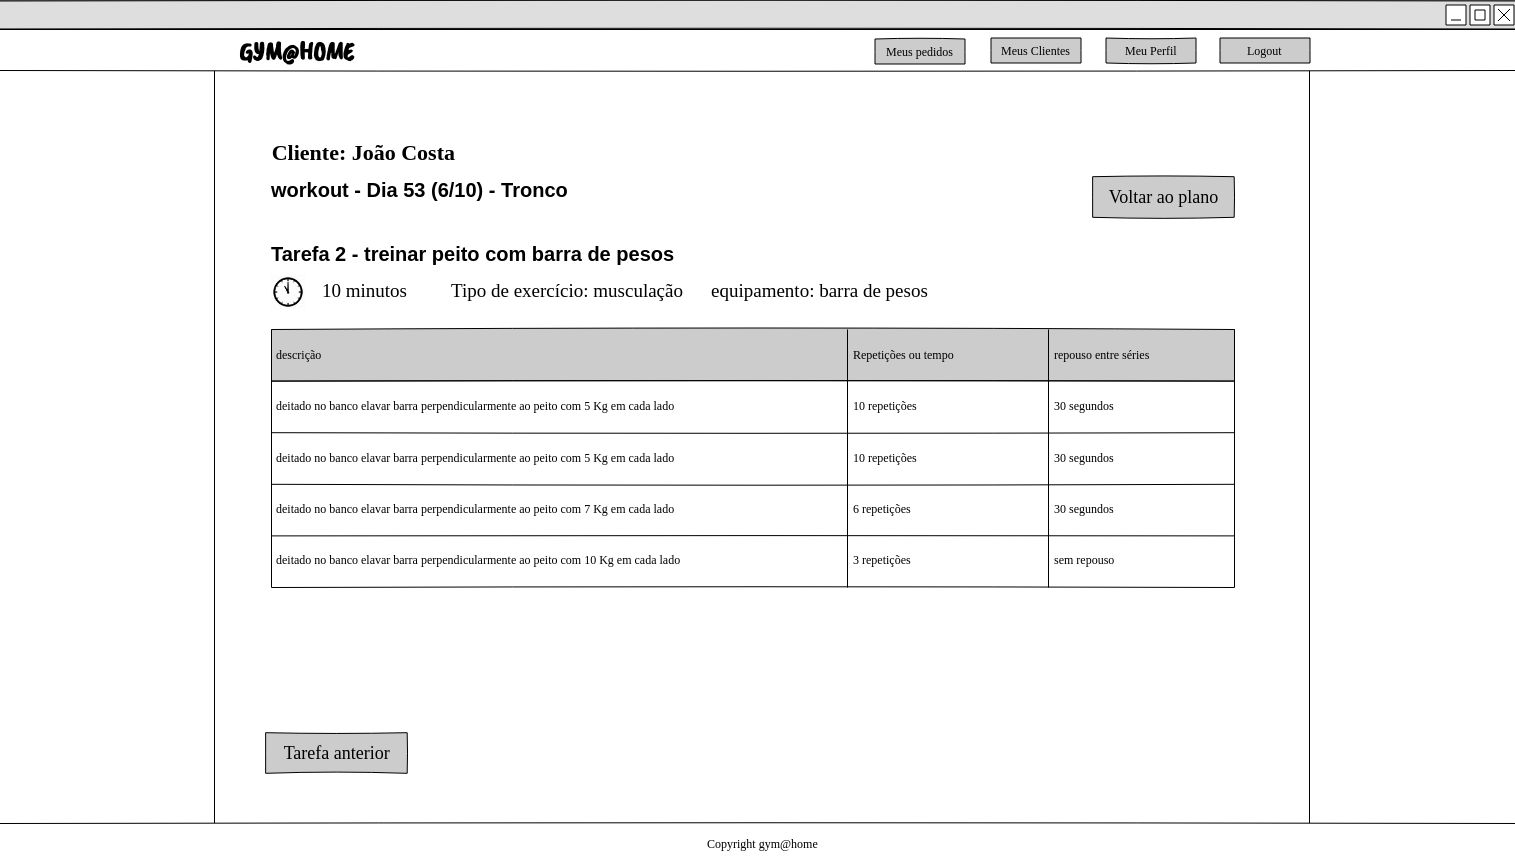 GYM@HOME
Meus pedidos
Meus Clientes
Meu Perfil
Logout
Cliente: João Costa
workout - Dia 53 (6/10) - Tronco
Voltar ao plano
Tarefa 2 - treinar peito com barra de pesos
10 minutos Tipo de exercício: musculação equipamento: barra de pesos
descrição Repetições ou tempo repouso entre séries
deitado no banco elavar barra perpendicularmente ao peito com 5 Kg em cada lado 10 repetições 30 segundos
deitado no banco elavar barra perpendicularmente ao peito com 5 Kg em cada lado 10 repetições 30 segundos
deitado no banco elavar barra perpendicularmente ao peito com 7 Kg em cada lado 6 repetições 30 segundos
deitado no banco elavar barra perpendicularmente ao peito com 10 Kg em cada lado 3 repetições sem repouso
Tarefa anterior
Copyright gym@home